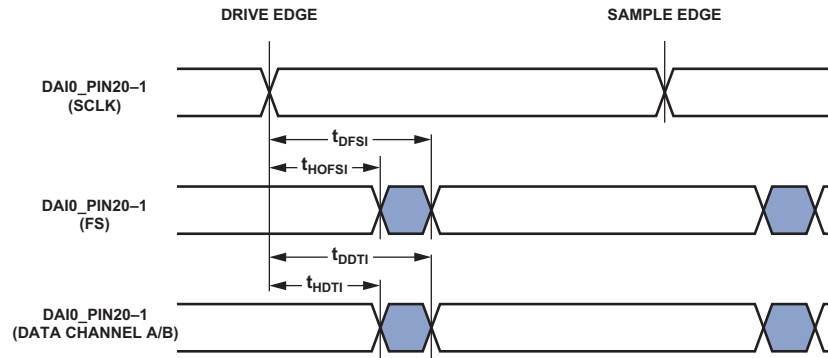 DRIVE EDGE
SAMPLE EDGE
DAI0_PIN20–1
(SCLK)
tDFSI
tHOFSI
DAI0_PIN20–1
(FS)
tDDTI
tHDTI
DAI0_PIN20–1
(DATA CHANNEL A/B)